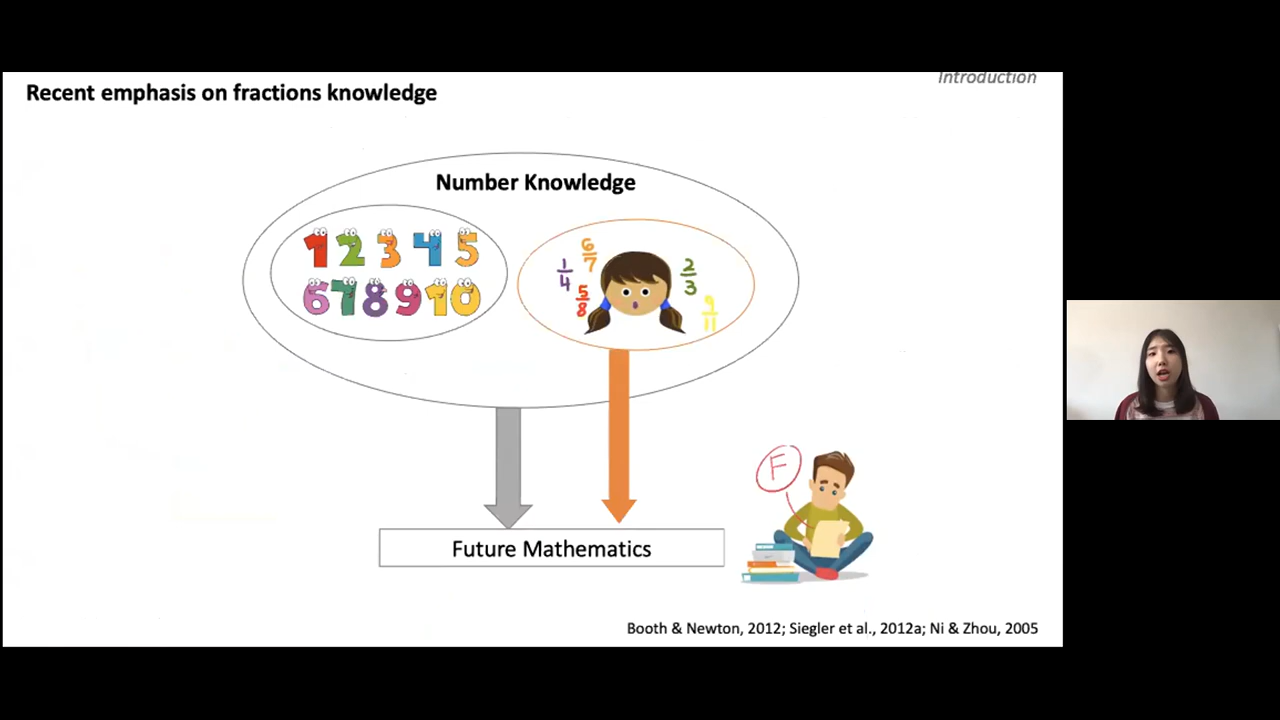 Introduction
Recent emphasis on fractions knowledge
Number Knowledge
1 2 3 4 5
6 7 8 9 10
6/7
1/4
5/8
2/3
9/11
F
Future Mathematics
Booth & Newton, 2012; Siegler et al., 2012a; Ni & Zhou, 2005